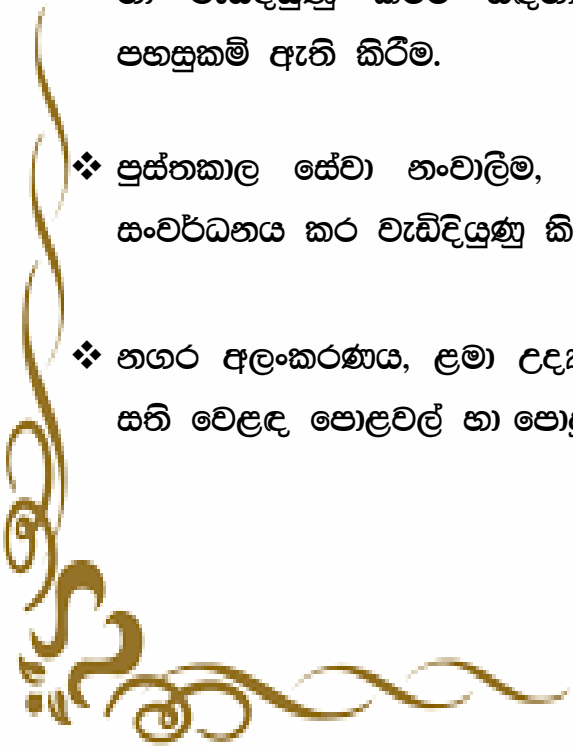 පහසුකම් ඇති කිරීම.
❖ පුස්තකාල සේවා නංවාලීම,
සංවර්ධනය කර වැඩිදියුණු කි
❖ නගර අලංකරණය, ළමා උද්‍ය
සති වෙළඳ පොළවල් හා පොදු